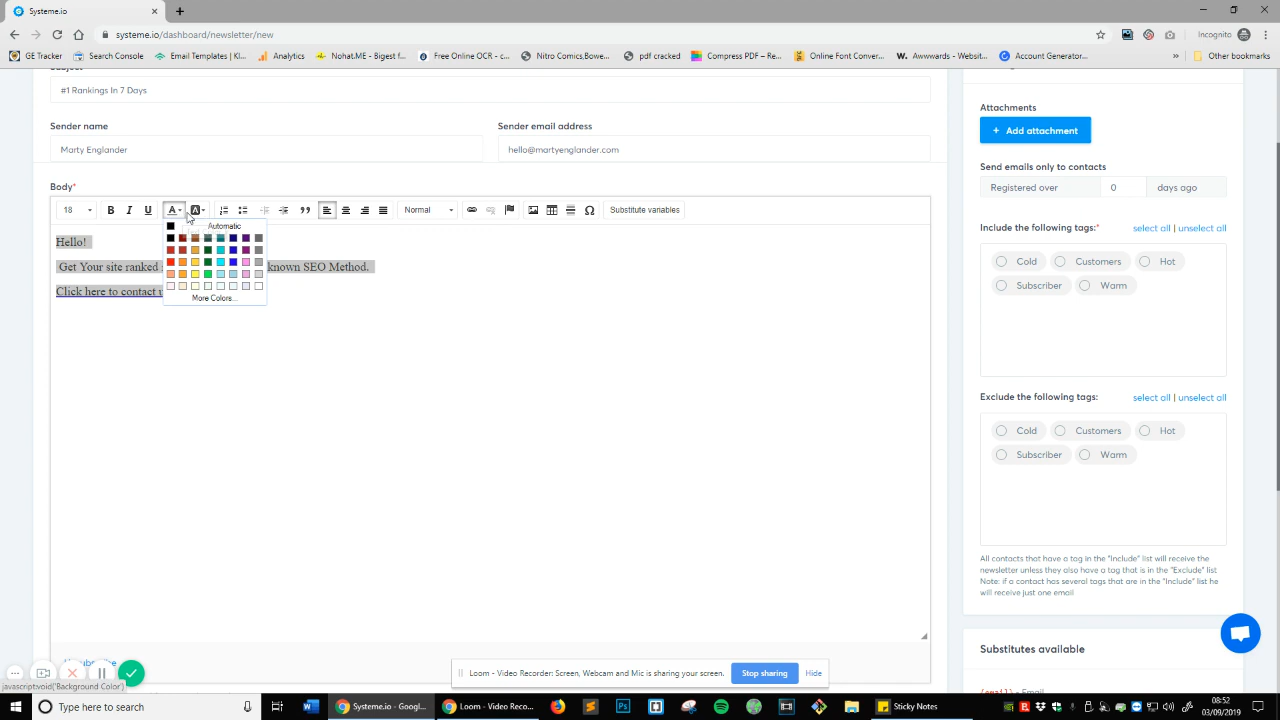 Systeme.io
systeme.io/dashboard/newsletter/new
Incognito
GE Tracker
Search Console
Email Templates | Kl...
Analytics
NohaT.ME - Bigest f...
Free Online OCR - c...
Nitro Comics,Bowe...
pdf cracked
Compress PDF – Re...
Online Font Conver...
Awwwards - Websit...
Account Generator...
Other bookmarks
#1 Rankings In 7 Days
Sender name
Sender email address
Marty Englander
hello@martyenglander.com
Body*
18
Normal
Substitute variables
Automatic
More Colors...
Hello!
Get Your site ranked
known SEO Method.
Click here to contact
Attachments
+ Add attachment
Send emails only to contacts
Registered over
0
days ago
Include the following tags:*
select all | unselect all
Cold
Customers
Hot
Subscriber
Warm
Exclude the following tags:
select all | unselect all
Cold
Customers
Hot
Subscriber
Warm
All contacts that have a tag in the "Include" list will receive the
newsletter unless they also have a tag that is in the "Exclude" list
Note: if a contact has several tags that are in the "Include" list he
will receive just one email
Substitutes available
Loom - Video Recorder: Screen, Webcam and Mic is sharing your screen.
Stop sharing
Hide
javascript:void('Background Color')
Type here to search
Systeme.io - Googl...
Loom - Video Reco...
Sticky Notes
08:52
03/09/2019